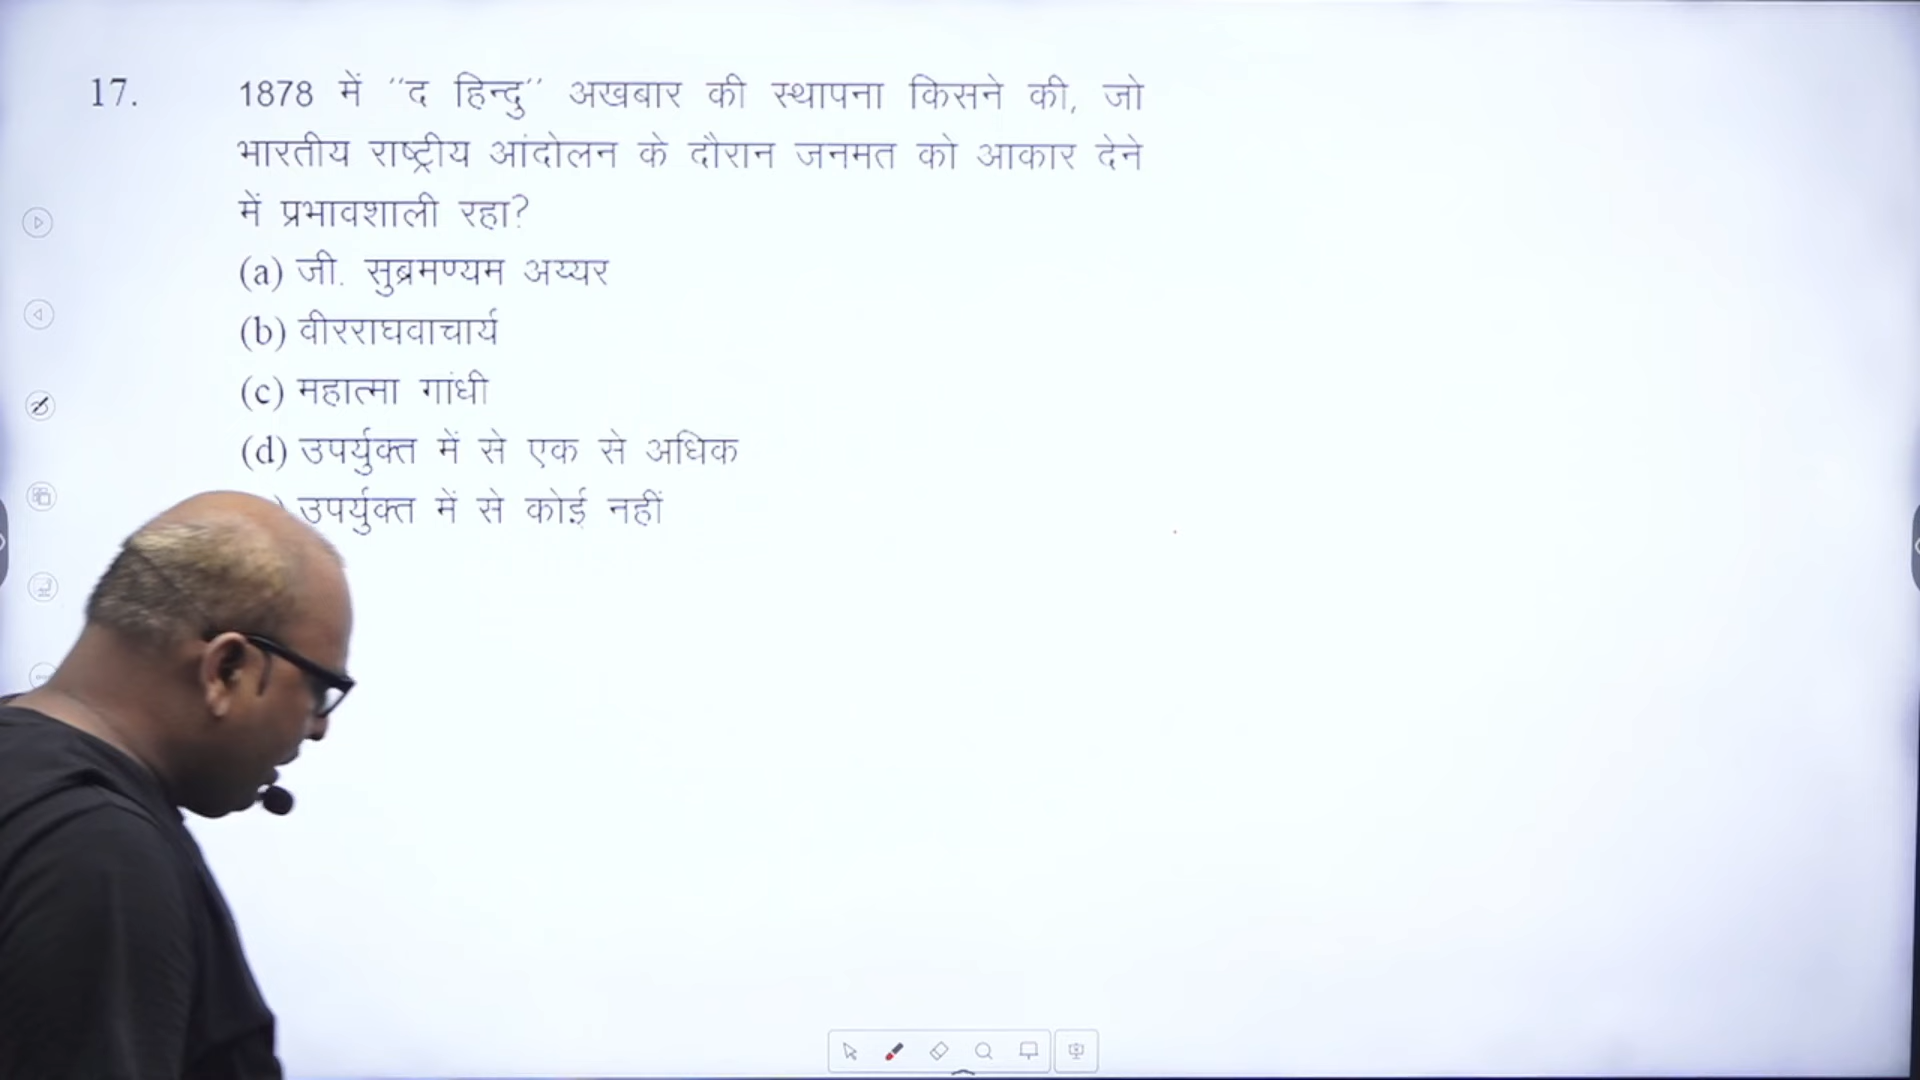 17. 1878 में “द हिन्दु” अखबार की स्थापना किसने की, जो
भारतीय राष्ट्रीय आंदोलन के दौरान जनमत को आकार देने
में प्रभावशाली रहा?
(a) जी. सुब्रमण्यम अय्यर
(b) वीरराघवाचार्य
(c) महात्मा गांधी
(d) उपर्युक्त में से एक से अधिक
) उपर्युक्त में से कोई नहीं